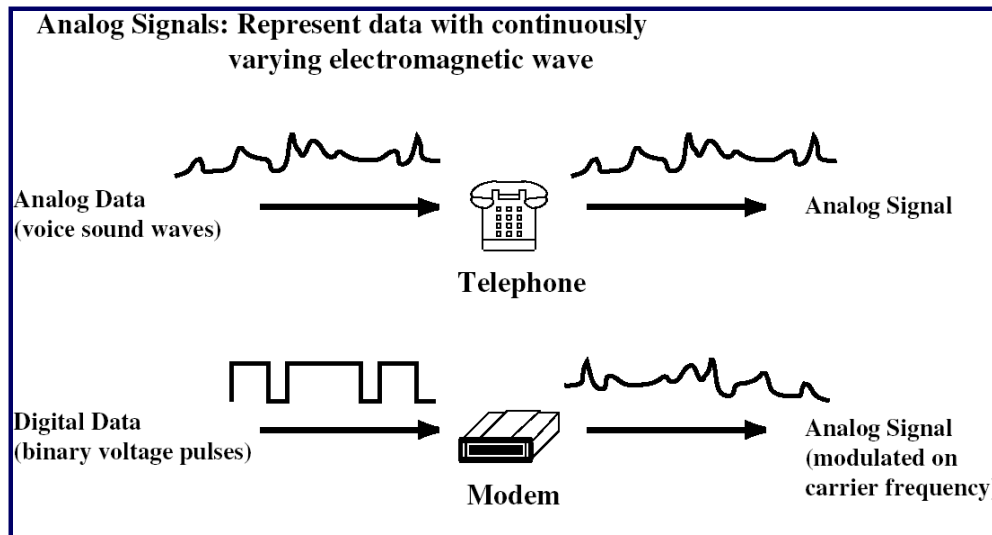 Analog Signals: Represent data with continuously
varying electromagnetic wave
Analog Data
(voice sound waves)
Telephone
Analog Signal
Digital Data
(binary voltage pulses)
Modem
Analog Signal
(modulated on
carrier frequency)